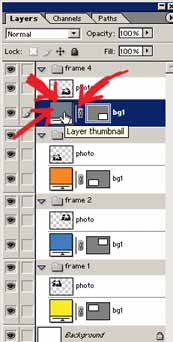 Layers Channels Paths
Normal Opacity: 100%
Lock: Fill: 100%
frame 4
photo
bg1
Layer thumbnail
photo
bg1
frame 2
photo
bg1
frame 1
photo
bg1
Background